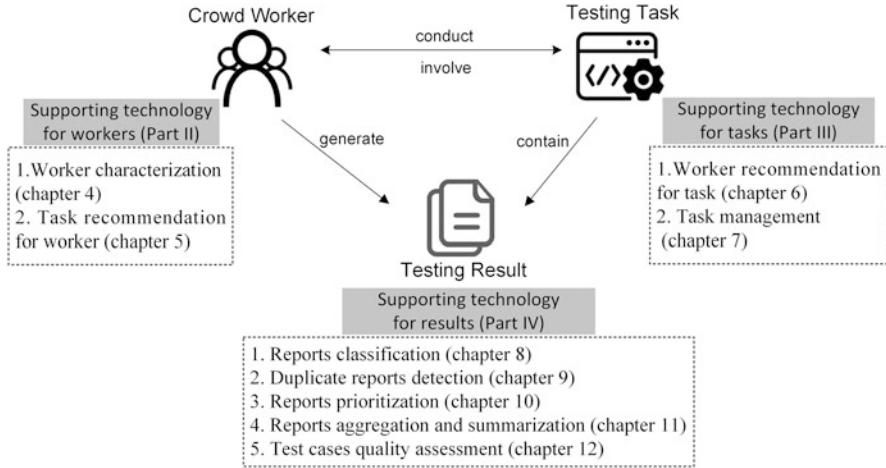 Crowd Worker
Testing Task
conduct
involve
</>
Supporting technology
for workers (Part II)
1.Worker characterization
(chapter 4)
2. Task recommendation
for worker (chapter 5)
generate
contain
Supporting technology
for tasks (Part III)
1.Worker recommendation
for task (chapter 6)
2. Task management
(chapter 7)
Testing Result
Supporting technology
for results (Part IV)
1. Reports classification (chapter 8)
2. Duplicate reports detection (chapter 9)
3. Reports prioritization (chapter 10)
4. Reports aggregation and summarization (chapter 11)
5. Test cases quality assessment (chapter 12)